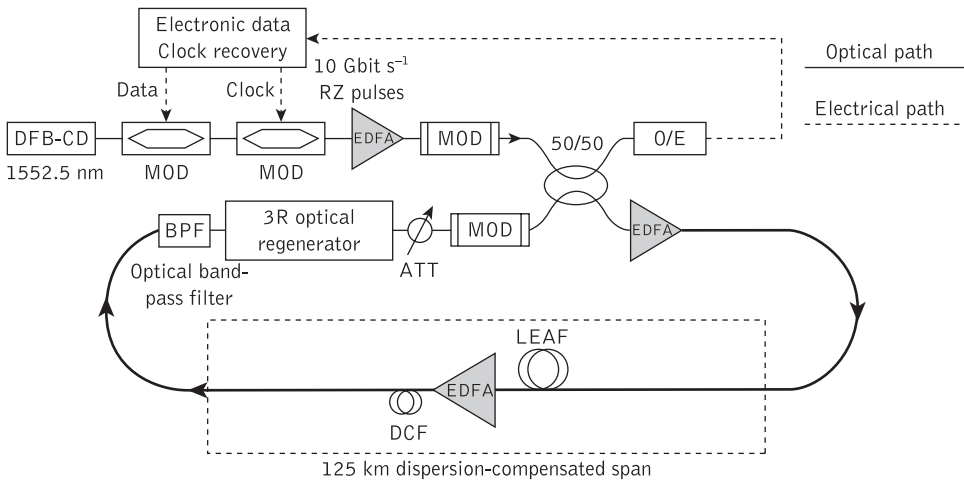 Electronic data
Clock recovery
10 Gbit s⁻¹
RZ pulses
Optical path
Electrical path
Data
Clock
DFB-CD
1552.5 nm
MOD
MOD
EDFA
MOD
50/50
O/E
BPF
3R optical
regenerator
ATT
MOD
EDFA
Optical band-
pass filter
LEAF
EDFA
DCF
125 km dispersion-compensated span